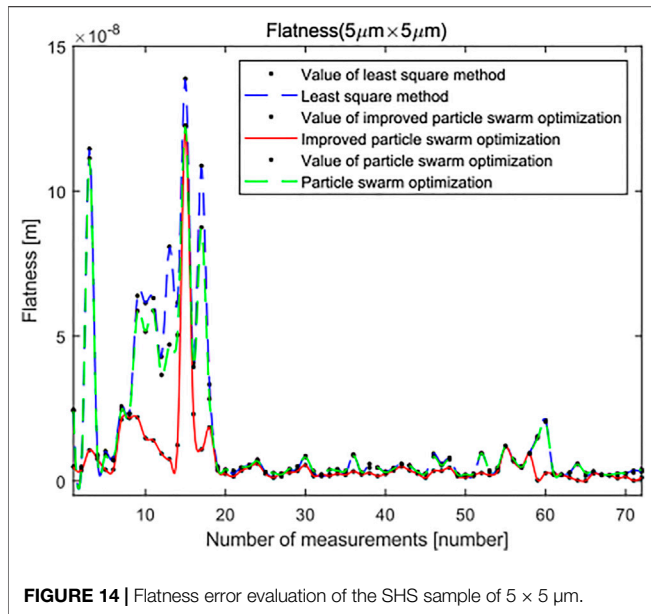 Flatness(5μm×5μm)
×10⁻⁸
15
10
5
0
Flatness [m]
Value of least square method
Least square method
Value of improved particle swarm optimization
Improved particle swarm optimization
Value of particle swarm optimization
Particle swarm optimization
10 20 30 40 50 60 70
Number of measurements [number]
FIGURE 14 | Flatness error evaluation of the SHS sample of 5 × 5 μm.